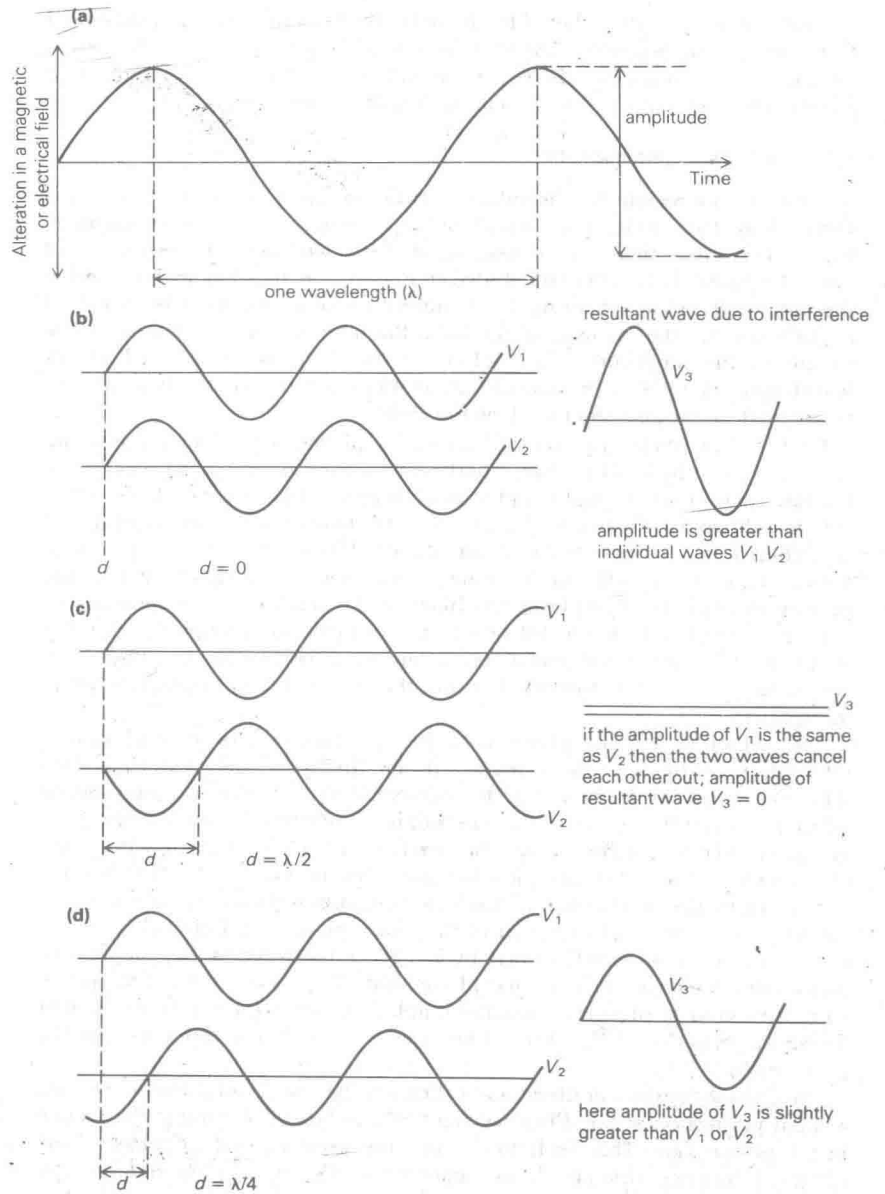 (a)
Alteration in a magnetic
or electrical field
amplitude
Time
one wavelength (λ)
(b)
V₁
V₂
d
d = 0
resultant wave due to interference
V₃
amplitude is greater than
individual waves V₁ V₂
(c)
V₁
V₂
d
d = λ/2
V₃
if the amplitude of V₁ is the same
as V₂ then the two waves cancel
each other out; amplitude of
resultant wave V₃ = 0
(d)
V₁
V₂
d
d = λ/4
V₃
here amplitude of V₃ is slightly
greater than V₁ or V₂